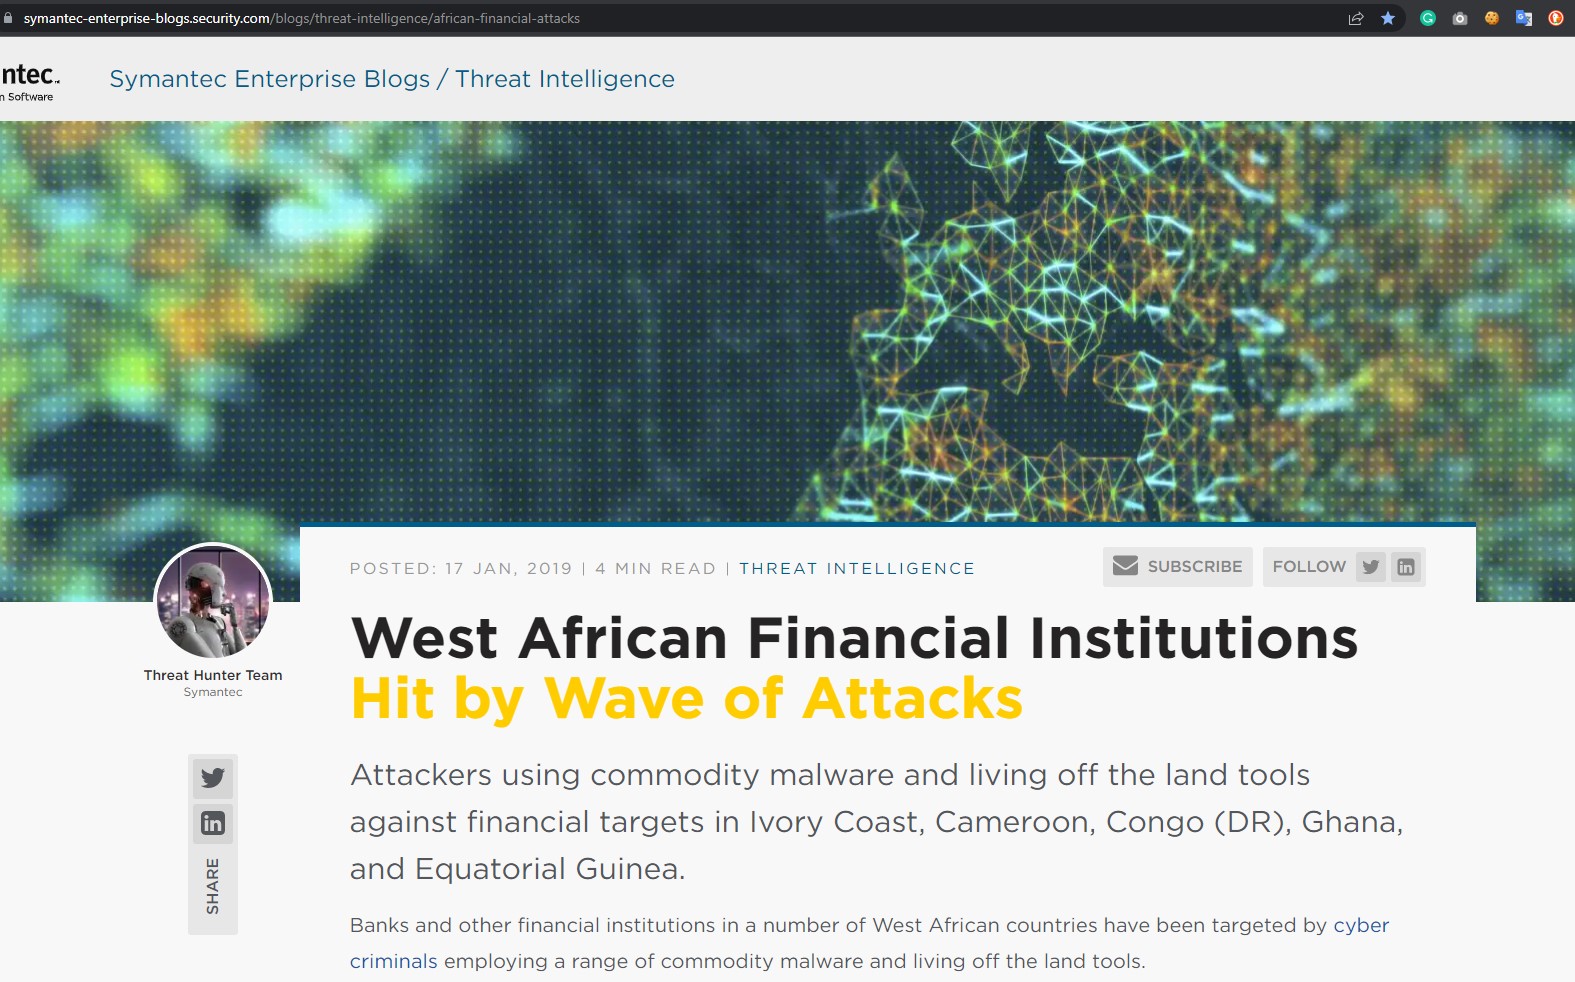 symantec-enterprise-blogs.security.com/blogs/threat-intelligence/african-financial-attacks
ntec™
Software
Symantec Enterprise Blogs / Threat Intelligence
POSTED: 17 JAN, 2019 | 4 MIN READ | THREAT INTELLIGENCE
SUBSCRIBE
FOLLOW
West African Financial Institutions
Hit by Wave of Attacks
Threat Hunter Team
Symantec
Attackers using commodity malware and living off the land tools
against financial targets in Ivory Coast, Cameroon, Congo (DR), Ghana,
and Equatorial Guinea.
SHARE
Banks and other financial institutions in a number of West African countries have been targeted by cyber
criminals employing a range of commodity malware and living off the land tools.